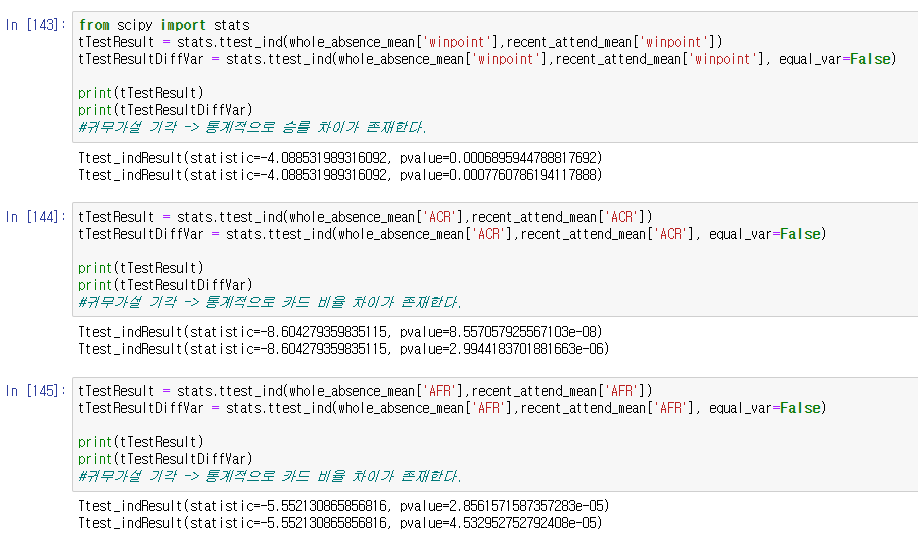 In [143]: from scipy import stats
tTestResult = stats.ttest_ind(whole_absence_mean['winpoint'],recent_attend_mean['winpoint'])
tTestResultDiffVar = stats.ttest_ind(whole_absence_mean['winpoint'],recent_attend_mean['winpoint'], equal_var=False)
print(tTestResult)
print(tTestResultDiffVar)
#귀무가설 기각 -> 통계적으로 승률 차이가 존재한다.
Ttest_indResult(statistic=-4.088531989316092, pvalue=0.0006895944788817692)
Ttest_indResult(statistic=-4.088531989316092, pvalue=0.0007760786194117888)
In [144]: tTestResult = stats.ttest_ind(whole_absence_mean['ACR'],recent_attend_mean['ACR'])
tTestResultDiffVar = stats.ttest_ind(whole_absence_mean['ACR'],recent_attend_mean['ACR'], equal_var=False)
print(tTestResult)
print(tTestResultDiffVar)
#귀무가설 기각 -> 통계적으로 카드 비율 차이가 존재한다.
Ttest_indResult(statistic=-8.604279359835115, pvalue=8.557057925567103e-08)
Ttest_indResult(statistic=-8.604279359835115, pvalue=2.9944183701881663e-06)
In [145]: tTestResult = stats.ttest_ind(whole_absence_mean['AFR'],recent_attend_mean['AFR'])
tTestResultDiffVar = stats.ttest_ind(whole_absence_mean['AFR'],recent_attend_mean['AFR'], equal_var=False)
print(tTestResult)
print(tTestResultDiffVar)
#귀무가설 기각 -> 통계적으로 카드 비율 차이가 존재한다.
Ttest_indResult(statistic=-5.552130865856816, pvalue=2.8561571587357283e-05)
Ttest_indResult(statistic=-5.552130865856816, pvalue=4.532952752792408e-05)